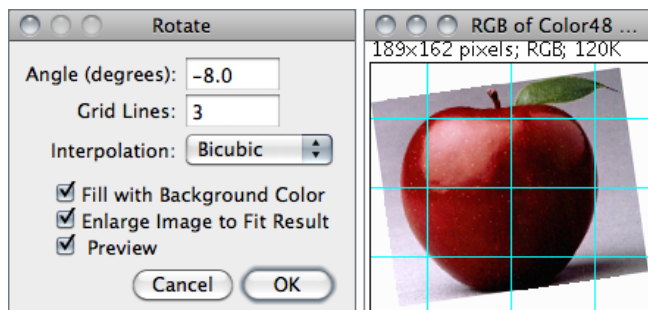 Rotate
Angle (degrees): -8.0
Grid Lines: 3
Interpolation: Bicubic
Fill with Background Color
Enlarge Image to Fit Result
Preview
Cancel OK
RGB of Color48 ...
189x162 pixels; RGB; 120K